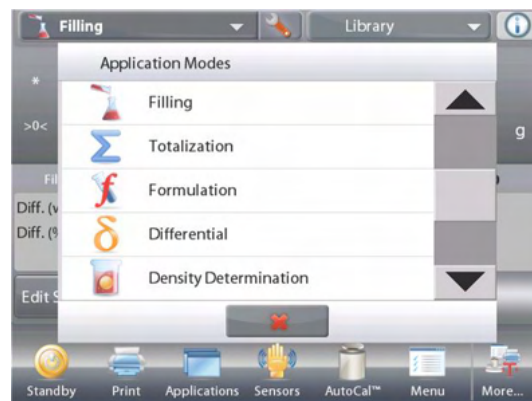 Filling
Library
Application Modes
*
>0<
g
Filling
Totalization
Formulation
Differential
Density Determination
Fil
Diff. (v
Diff. (%
Edit S
Standby
Print
Applications
Sensors
AutoCal™
Menu
More...